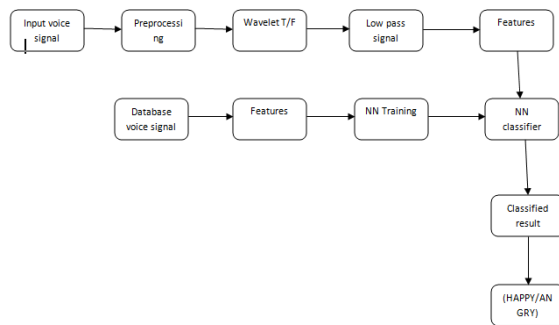 Input voice
signal
Preprocessi
ng
Wavelet T/F
Low pass
signal
Features
Database
voice signal
Features
NN Training
NN
classifier
Classified
result
(HAPPY/AN
GRY)